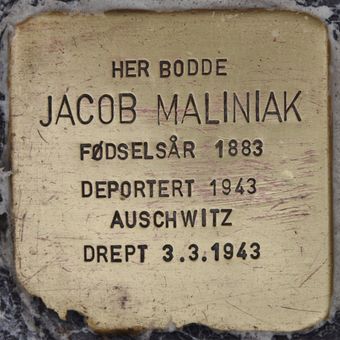 HER BODDE
JACOB MALINIAK
FØDSELSÅR 1883
DEPORTERT 1943
AUSCHWITZ
DREPT 3.3.1943